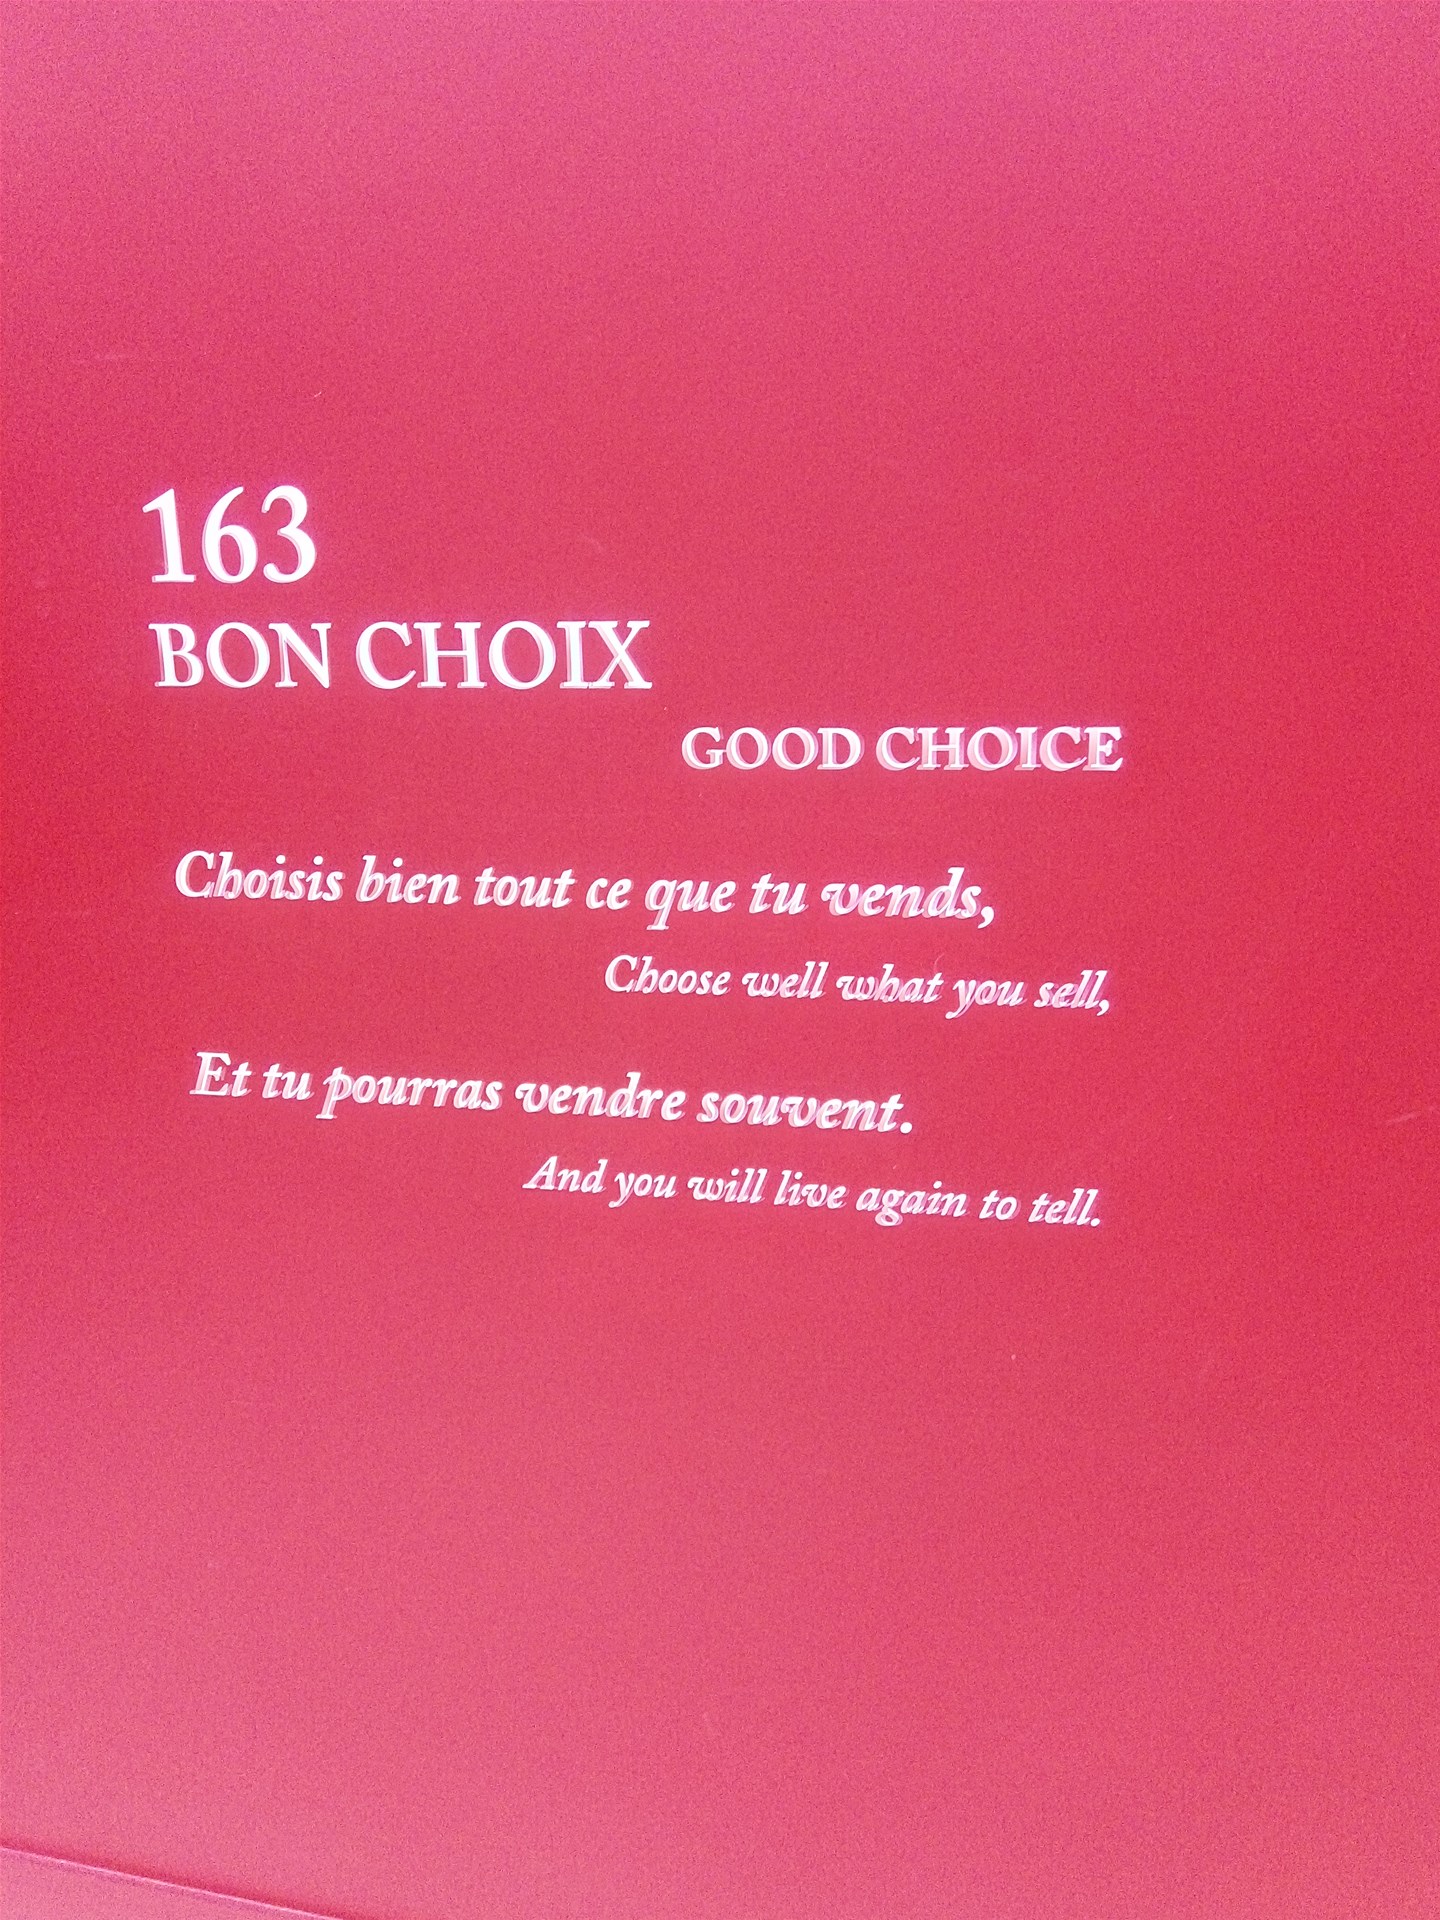 163
BON CHOIX
GOOD CHOICE
Choisis bien tout ce que tu vends,
Choose well what you sell,
Et tu pourras vendre souvent.
And you will live again to tell.